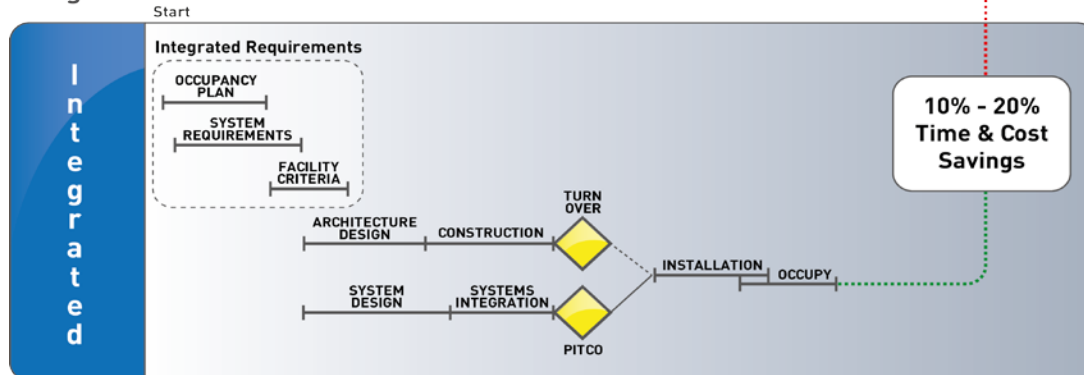 Start
Integrated
Integrated Requirements
OCCUPANCY
PLAN
SYSTEM
REQUIREMENTS
FACILITY
CRITERIA
ARCHITECTURE
DESIGN
CONSTRUCTION
TURN
OVER
SYSTEM
DESIGN
SYSTEMS
INTEGRATION
PITCO
INSTALLATION
OCCUPY
10% - 20%
Time & Cost
Savings